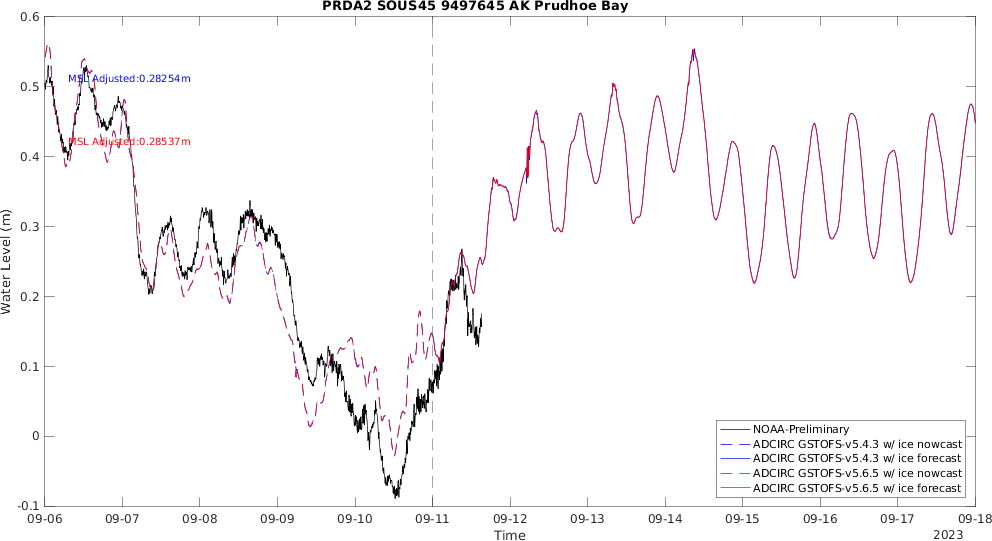 PRDA2 SOUS45 9497645 AK Prudhoe Bay
0.6
0.5
0.4
0.3
0.2
0.1
0
-0.1
Water Level (m)
MSL Adjusted:0.28254m
MSL Adjusted:0.28537m
NOAA-Preliminary
ADCIRC GSTOFS-v5.4.3 w/ ice nowcast
ADCIRC GSTOFS-v5.4.3 w/ ice forecast
ADCIRC GSTOFS-v5.6.5 w/ ice nowcast
ADCIRC GSTOFS-v5.6.5 w/ ice forecast
09-06 09-07 09-08 09-09 09-10 09-11 09-12 09-13 09-14 09-15 09-16 09-17 09-18
Time
2023